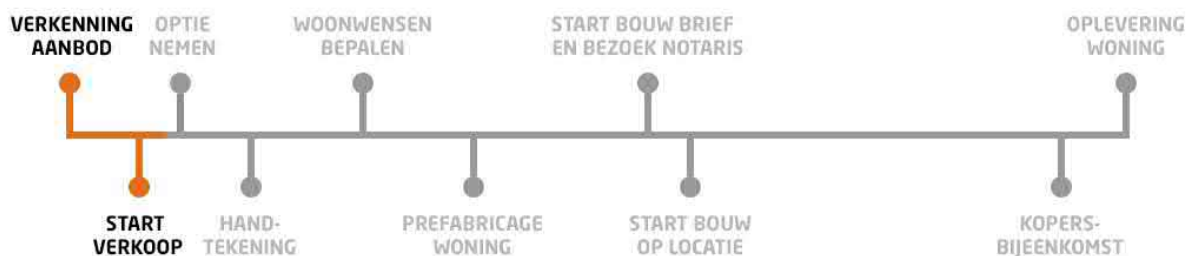 VERKENNING
AANBOD
OPTIE
NEMEN
WOONWENSEN
BEPALEN
START BOUW BRIEF
EN BEZOEK NOTARIS
OPLEVERING
WONING
START
VERKOOP
HAND-
TEKENING
PREFABRICAGE
WONING
START BOUW
OP LOCATIE
KOPERS-
BIJEENKOMST